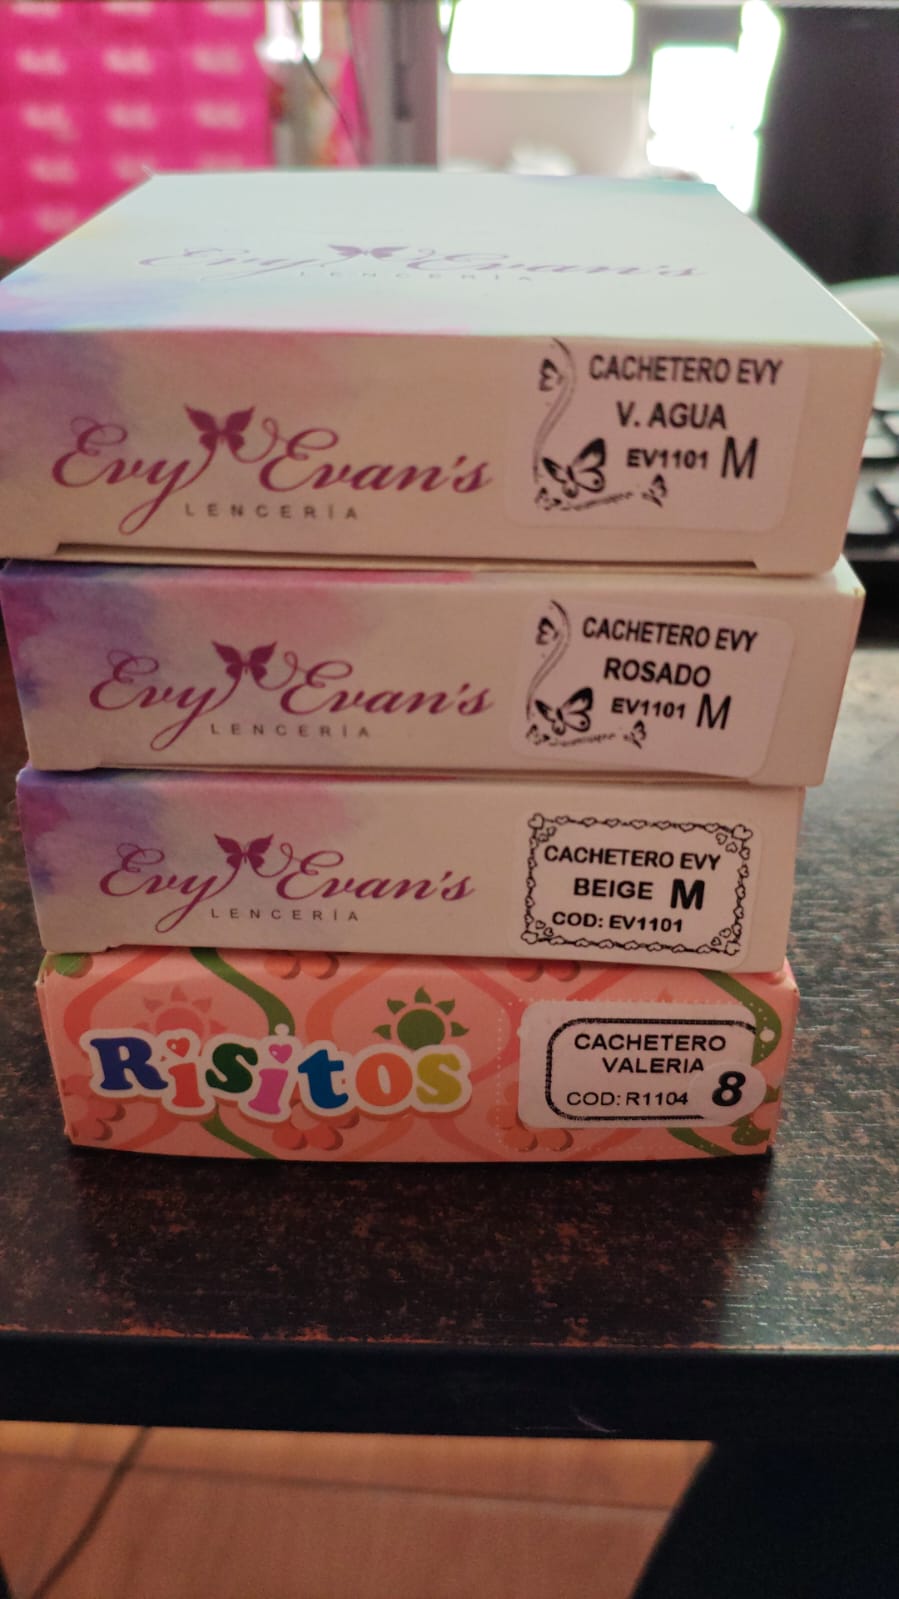 Evy Evan's
LENCERÍA
Evy Evan's
LENCERÍA
CACHETERO EVY
V. AGUA
EV1101 M
Evy Evan's
LENCERÍA
CACHETERO EVY
ROSADO
EV1101 M
Evy Evan's
LENCERÍA
CACHETERO EVY
BEIGE M
COD: EV1101
Risitos
CACHETERO
VALERIA
COD: R1104 8